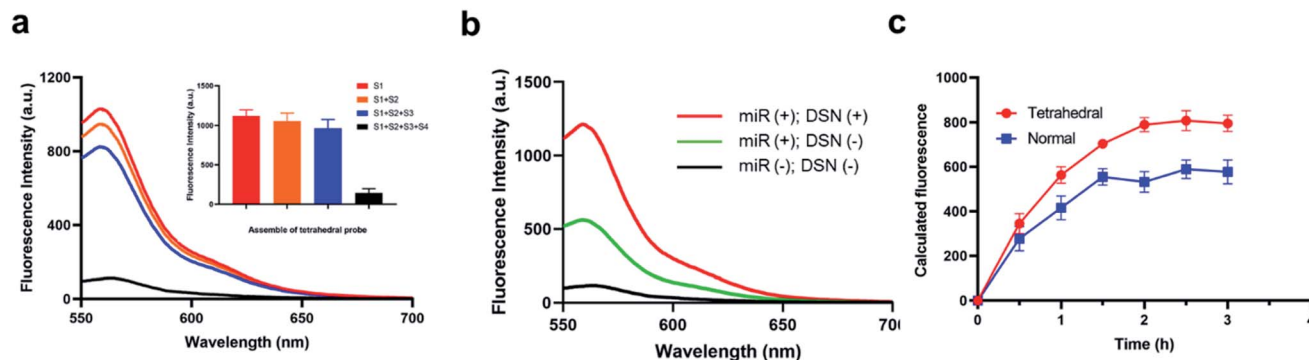 a
Fluorescence Intensity (a.u.)
1200
800
400
0
550
600
650
700
Wavelength (nm)
Fluorescence Intensity (a.u.)
1500
1000
500
0
S1
S1+S2
S1+S2+S3
S1+S2+S3+S4
Assemble of tetrahedral probe
b
Fluorescence Intensity (a.u.)
1500
1000
500
0
550
600
650
700
Wavelength (nm)
miR (+); DSN (+)
miR (+); DSN (-)
miR (-); DSN (-)
c
Calculated fluorescence
1000
800
600
400
200
0
0
1
2
3
Time (h)
Tetrahedral
Normal